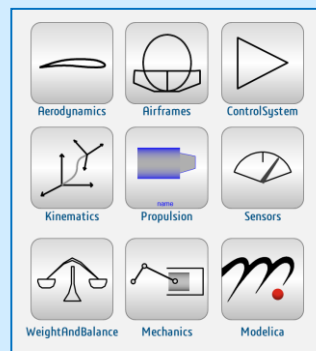 Aerodynamics Airframes ControlSystem
name
Kinematics Propulsion Sensors
WeightAndBalance Mechanics Modelica